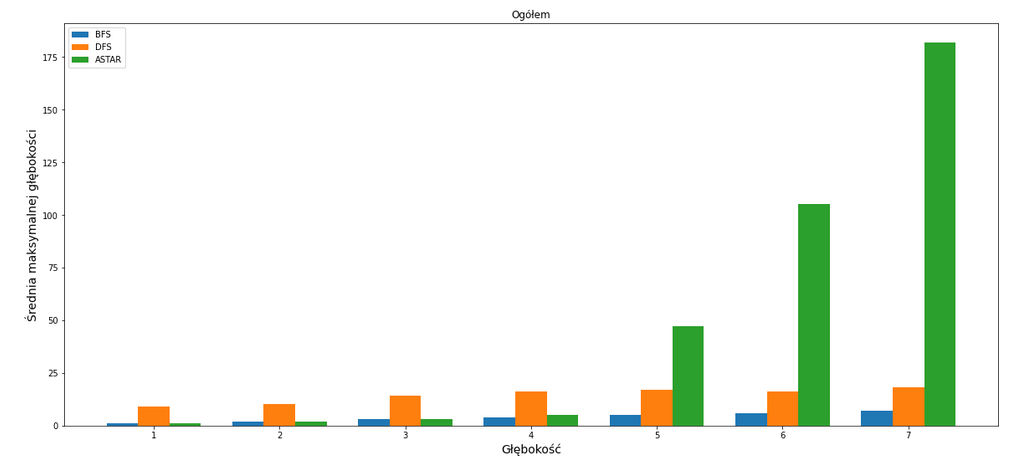 Ogółem
BFS
DFS
ASTAR
Średnia maksymalnej głębokości
175
150
125
100
75
50
25
0
1 2 3 4 5 6 7
Głębokość